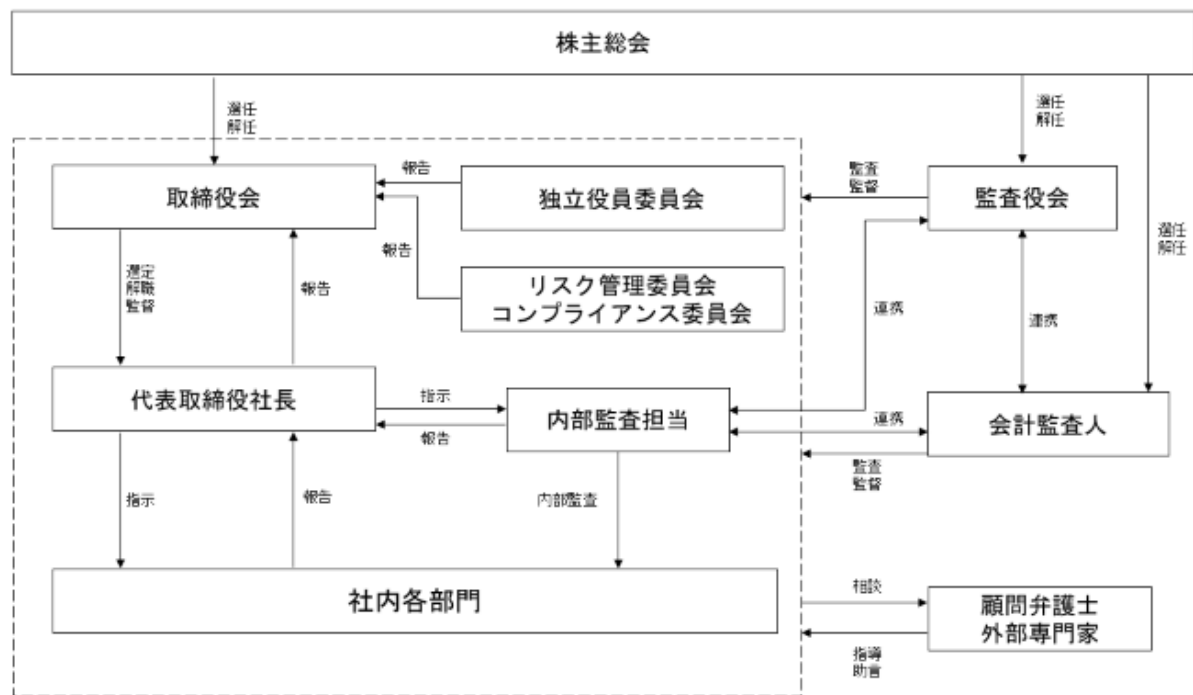 株主総会
選任
解任
選任
解任
取締役会
報告
独立役員委員会
監査
監督
監査役会
選任
解任
選定
解職
監督
報告
報告
リスク管理委員会
コンプライアンス委員会
連携
連携
代表取締役社長
指示
報告
内部監査担当
連携
会計監査人
監査
監督
指示
報告
内部監査
社内各部門
相談
顧問弁護士
外部専門家
指導
助言